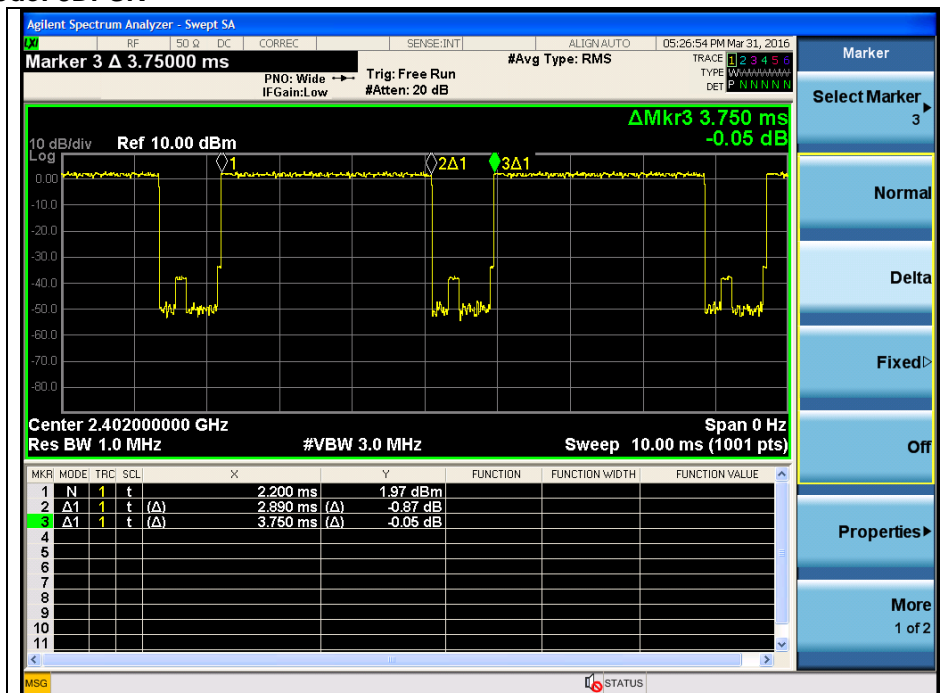 Agilent Spectrum Analyzer - Swept SA
LXI RF 50 Ω DC CORREC SENSE:INT ALIGN AUTO 05:26:54 PM Mar 31, 2016
Marker 3 Δ 3.75000 ms
PNO: Wide
IFGain:Low
Trig: Free Run
#Atten: 20 dB
#Avg Type: RMS
TRACE 1 2 3 4 5 6
TYPE WWWWWWW
DET P N N N N N
ΔMkr3 3.750 ms
-0.05 dB
10 dB/div Ref 10.00 dBm
Log
1 2Δ1 3Δ1
0.00
-10.0
-20.0
-30.0
-40.0
-50.0
-60.0
-70.0
-80.0
Center 2.402000000 GHz Span 0 Hz
Res BW 1.0 MHz #VBW 3.0 MHz Sweep 10.00 ms (1001 pts)
MKR MODE TRC SCL X Y FUNCTION FUNCTION WIDTH FUNCTION VALUE
1 N 1 t 2.200 ms 1.97 dBm
2 Δ1 1 t (Δ) 2.890 ms (Δ) -0.87 dB
3 Δ1 1 t (Δ) 3.750 ms (Δ) -0.05 dB
4
5
6
7
8
9
10
11
MSG STATUS
Marker
Select Marker
3
Normal
Delta
Fixed
Off
Properties
More
1 of 2